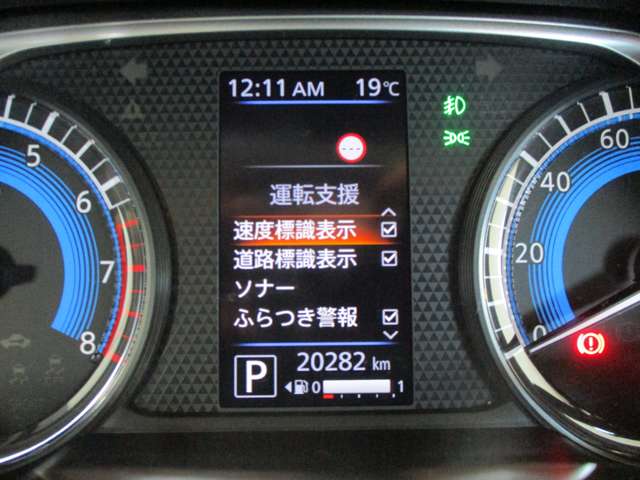 12:11 AM 19℃
---
運転支援
速度標識表示
道路標識表示
ソナー
ふらつき警報
P
20282 km
0 1
5
6
7
8
60
40
20
0